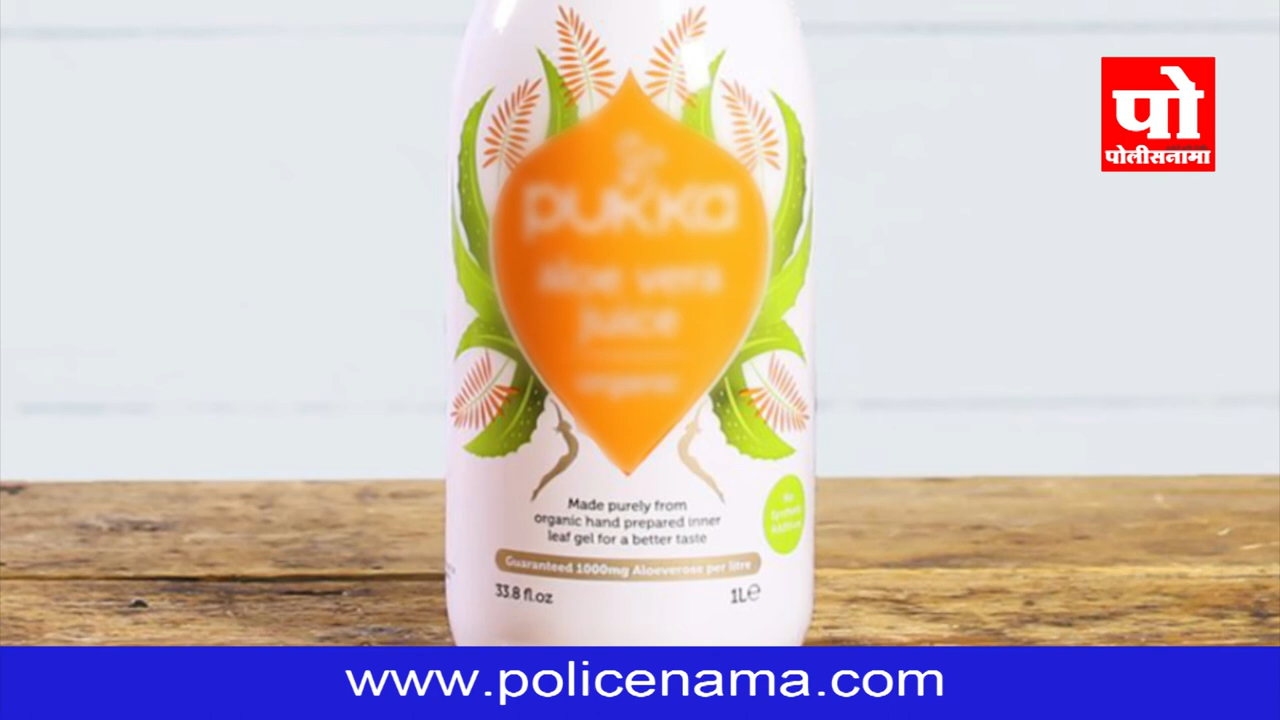 पो
पोलीसनामा
pukka
aloe vera
juice
organic
Made purely from
organic hand prepared inner
leaf gel for a better taste
Guaranteed 1000mg Aloeverose per litre
33.8 fl.oz
1L℮
www.policenama.com